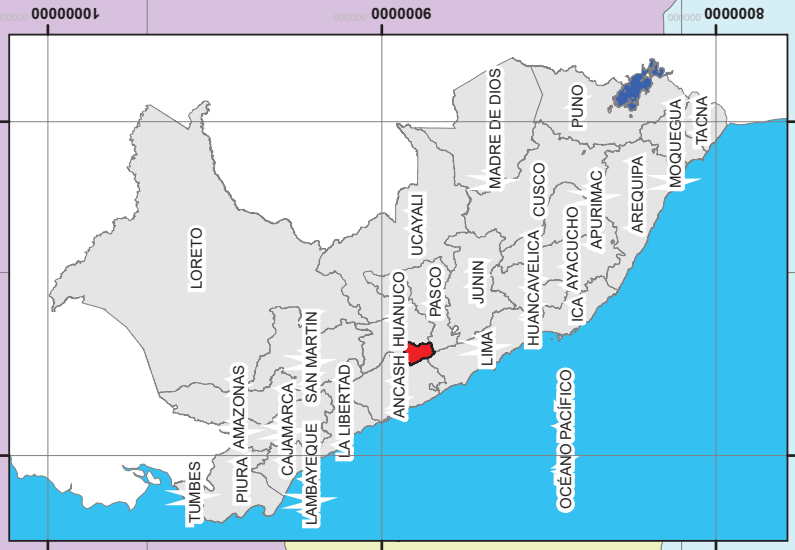 10000000
9000000
8000000
LORETO
UCAYALI
MADRE DE DIOS
PUNO
TACNA
MOQUEGUA
AREQUIPA
APURIMAC
CUSCO
AYACUCHO
ICA
HUANCAVELICA
JUNIN
PASCO
LIMA
HUANUCO
ANCASH
SAN MARTIN
LA LIBERTAD
AMAZONAS
CAJAMARCA
LAMBAYEQUE
PIURA
TUMBES
OCÉANO PACÍFICO